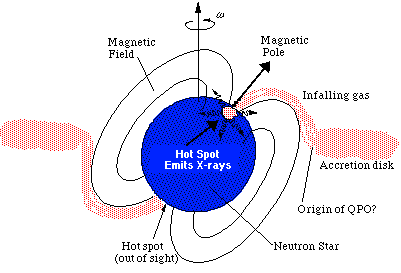 ω
Magnetic
Field
Magnetic
Pole
Infalling gas
Hot Spot
Emits X-rays
Accretion disk
Origin of QPO?
Hot spot
(out of sight)
Neutron Star